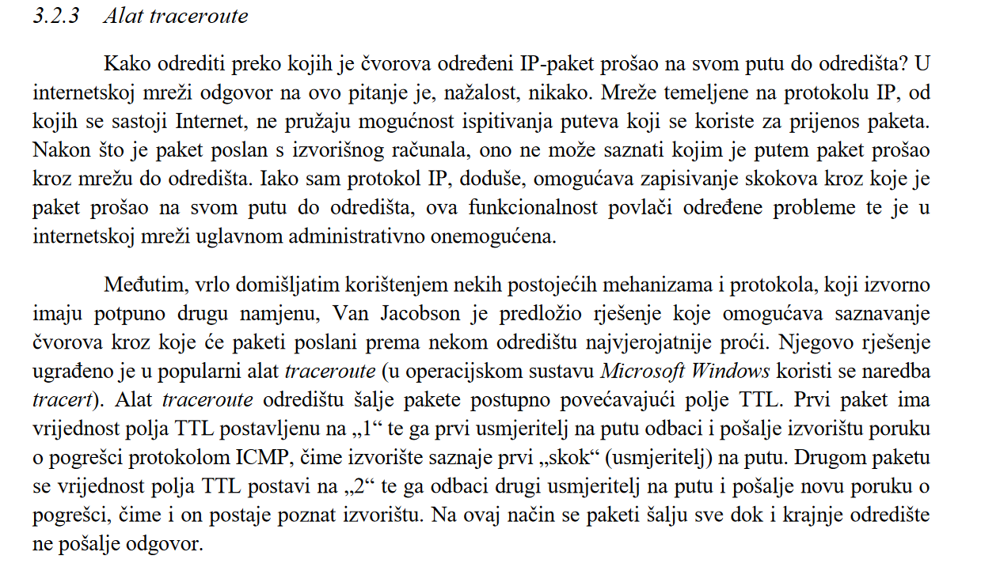 3.2.3 Alat traceroute
Kako odrediti preko kojih je čvorova određeni IP-paket prošao na svom putu do odredišta? U
internetskoj mreži odgovor na ovo pitanje je, nažalost, nikako. Mreže temeljene na protokolu IP, od
kojih se sastoji Internet, ne pružaju mogućnost ispitivanja puteva koji se koriste za prijenos paketa.
Nakon što je paket poslan s izvorišnog računala, ono ne može saznati kojim je putem paket prošao
kroz mrežu do odredišta. Iako sam protokol IP, doduše, omogućava zapisivanje skokova kroz koje je
paket prošao na svom putu do odredišta, ova funkcionalnost povlači određene probleme te je u
internetskoj mreži uglavnom administrativno onemogućena.
Međutim, vrlo domišljatim korištenjem nekih postojećih mehanizama i protokola, koji izvorno
imaju potpuno drugu namjenu, Van Jacobson je predložio rješenje koje omogućava saznavanje
čvorova kroz koje će paketi poslani prema nekom odredištu najvjerojatnije proći. Njegovo rješenje
ugrađeno je u popularni alat traceroute (u operacijskom sustavu Microsoft Windows koristi se naredba
tracert). Alat traceroute odredištu šalje pakete postupno povećavajući polje TTL. Prvi paket ima
vrijednost polja TTL postavljenu na „1“ te ga prvi usmjeritelj na putu odbaci i pošalje izvorištu poruku
o pogrešci protokolom ICMP, čime izvorište saznaje prvi „skok“ (usmjeritelj) na putu. Drugom paketu
se vrijednost polja TTL postavi na „2“ te ga odbaci drugi usmjeritelj na putu i pošalje novu poruku o
pogrešci, čime i on postaje poznat izvorištu. Na ovaj način se paketi šalju sve dok i krajnje odredište
ne pošalje odgovor.